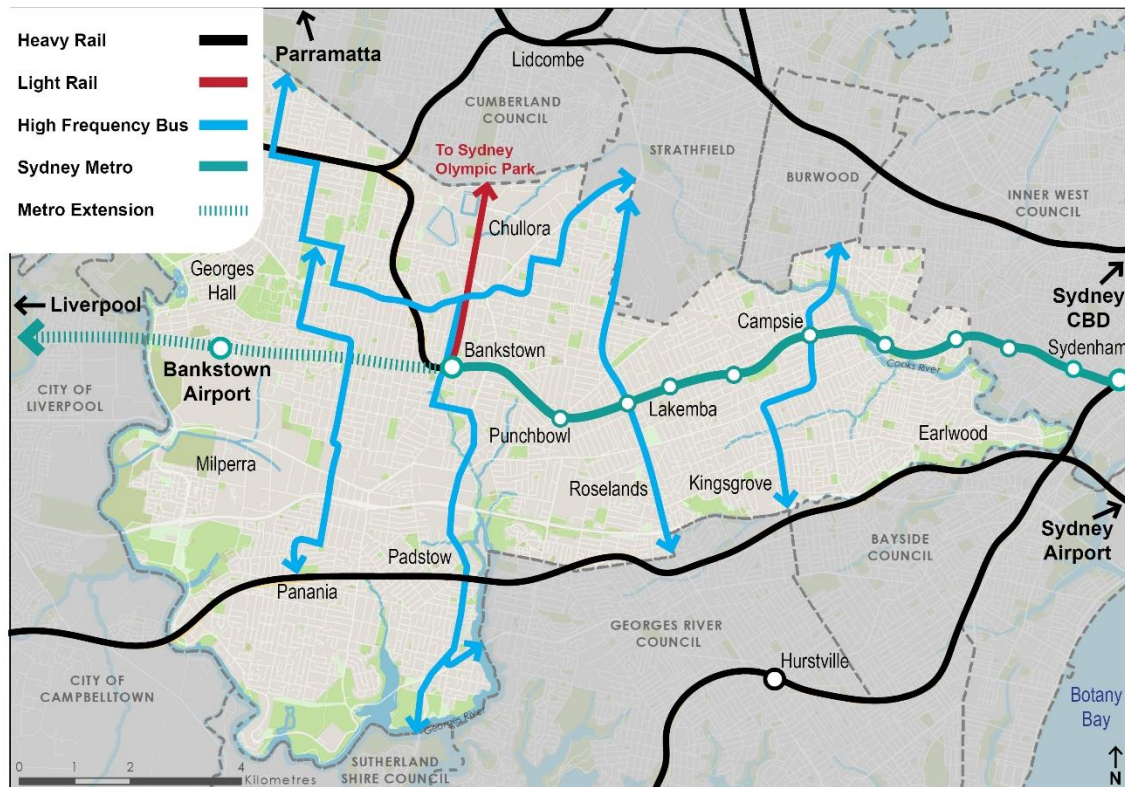 Heavy Rail
Light Rail
High Frequency Bus
Sydney Metro
Metro Extension
Parramatta
Lidcombe
CUMBERLAND
COUNCIL
STRATHFIELD
BURWOOD
INNER WEST
COUNCIL
To Sydney
Olympic Park
Chullora
Georges
Hall
Liverpool
Bankstown
Airport
CITY OF
LIVERPOOL
Bankstown
Campsie
Sydney
CBD
Sydenham
Cooks River
Punchbowl
Lakemba
Earlwood
Milperra
Roselands
Kingsgrove
BAYSIDE
COUNCIL
Sydney
Airport
Padstow
Panania
GEORGES RIVER
COUNCIL
Hurstville
CITY OF
CAMPBELLTOWN
Botany
Bay
Georges River
SUTHERLAND
SHIRE COUNCIL
0 1 2 4
Kilometres
N